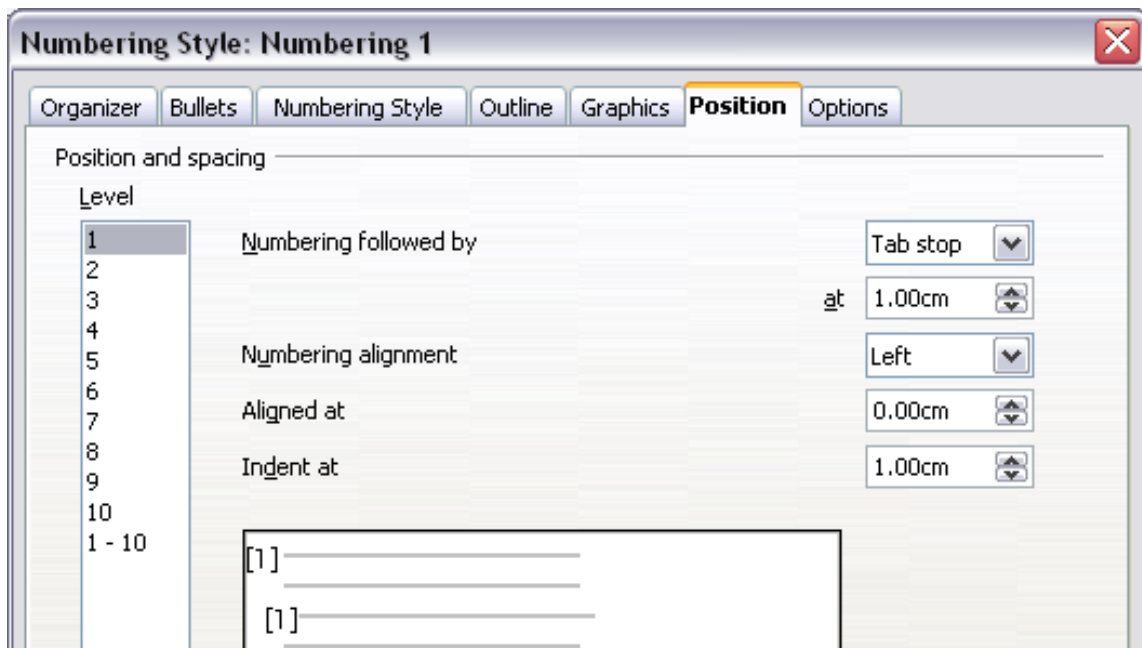 Numbering Style: Numbering 1
Organizer Bullets Numbering Style Outline Graphics Position Options
Position and spacing
Level
1
2
3
4
5
6
7
8
9
10
1 - 10
Numbering followed by Tab stop
at 1.00cm
Numbering alignment Left
Aligned at 0.00cm
Indent at 1.00cm
[1]
[1]